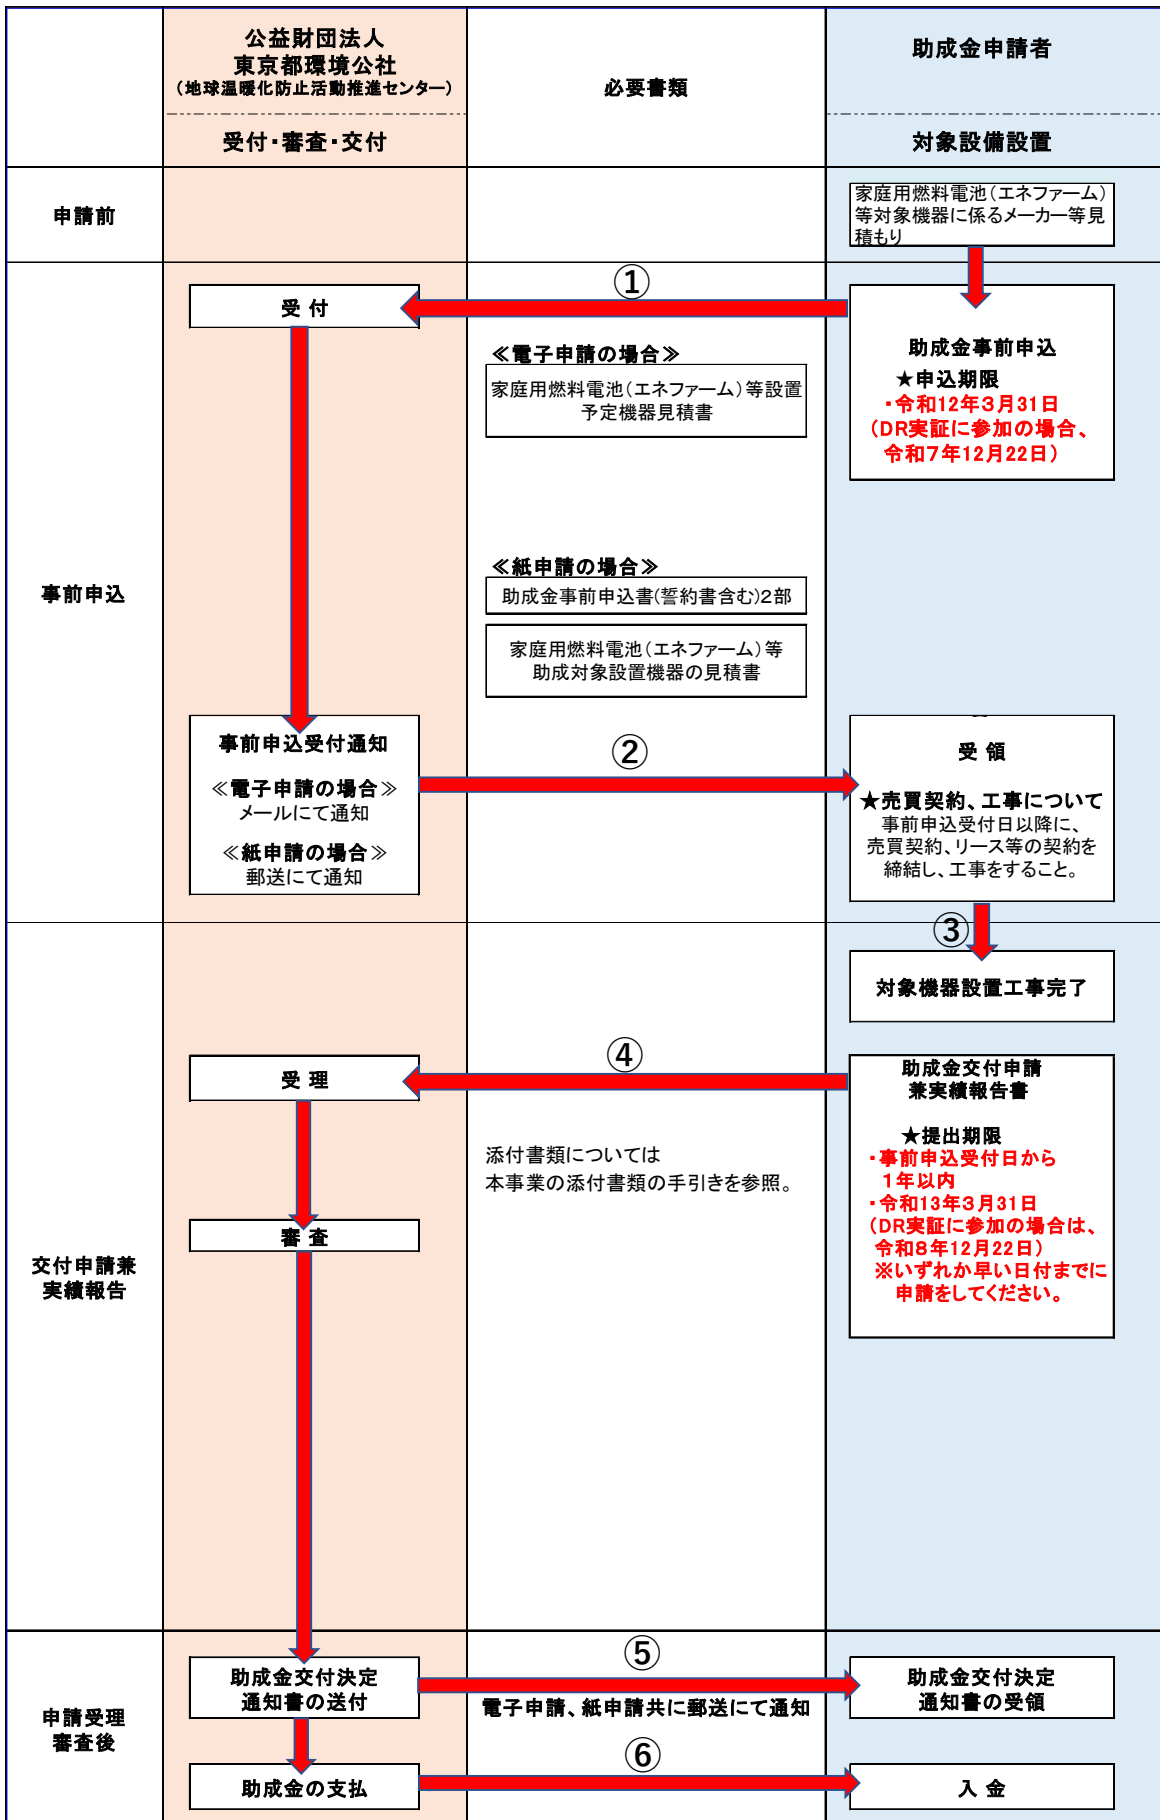 公益財団法人
東京都環境公社
（地球温暖化防止活動推進センター）
受付・審査・交付
必要書類
助成金申請者
対象設備設置
申請前
家庭用燃料電池（エネファーム）
等対象機器に係るメーカー等見
積もり
事前申込
①
受 付
助成金事前申込
★申込期限
・令和12年3月31日
（DR実証に参加の場合、
令和7年12月22日）
≪電子申請の場合≫
家庭用燃料電池（エネファーム）等設置
予定機器見積書
≪紙申請の場合≫
助成金事前申込書(誓約書含む)2部
家庭用燃料電池（エネファーム）等
助成対象設置機器の見積書
事前申込受付通知
≪電子申請の場合≫
メールにて通知
≪紙申請の場合≫
郵送にて通知
②
受 領
★売買契約、工事について
事前申込受付日以降に、
売買契約、リース等の契約を
締結し、工事をすること。
③
交付申請兼
実績報告
対象機器設置工事完了
④
受 理
助成金交付申請
兼実績報告書
★提出期限
・事前申込受付日から
1年以内
・令和13年3月31日
（DR実証に参加の場合は、
令和8年12月22日）
※いずれか早い日付までに
申請をしてください。
添付書類については
本事業の添付書類の手引きを参照。
審 査
申請受理
審査後
⑤
助成金交付決定
通知書の送付
電子申請、紙申請共に郵送にて通知
助成金交付決定
通知書の受領
⑥
助成金の支払
入 金